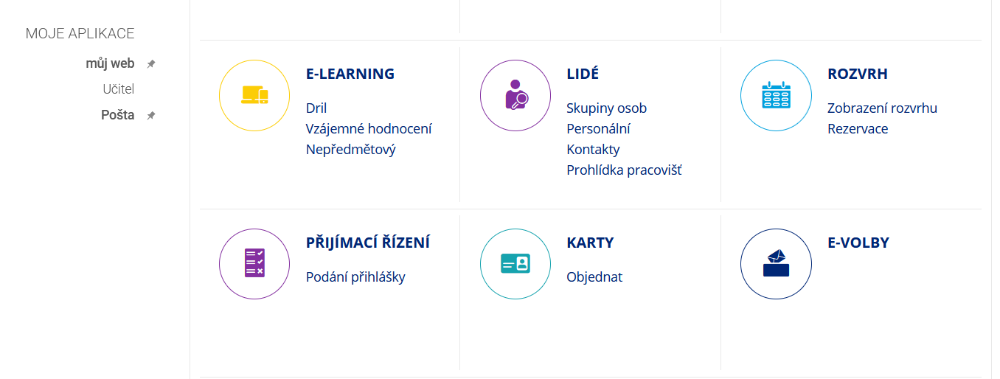 MOJE APLIKACE
můj web
Učitel
Pošta
E-LEARNING
Dril
Vzájemné hodnocení
Nepředmětový
LIDÉ
Skupiny osob
Personální
Kontakty
Prohlídka pracovišť
ROZVRH
Zobrazení rozvrhu
Rezervace
PŘIJÍMACÍ ŘÍZENÍ
Podání přihlášky
KARTY
Objednat
E-VOLBY